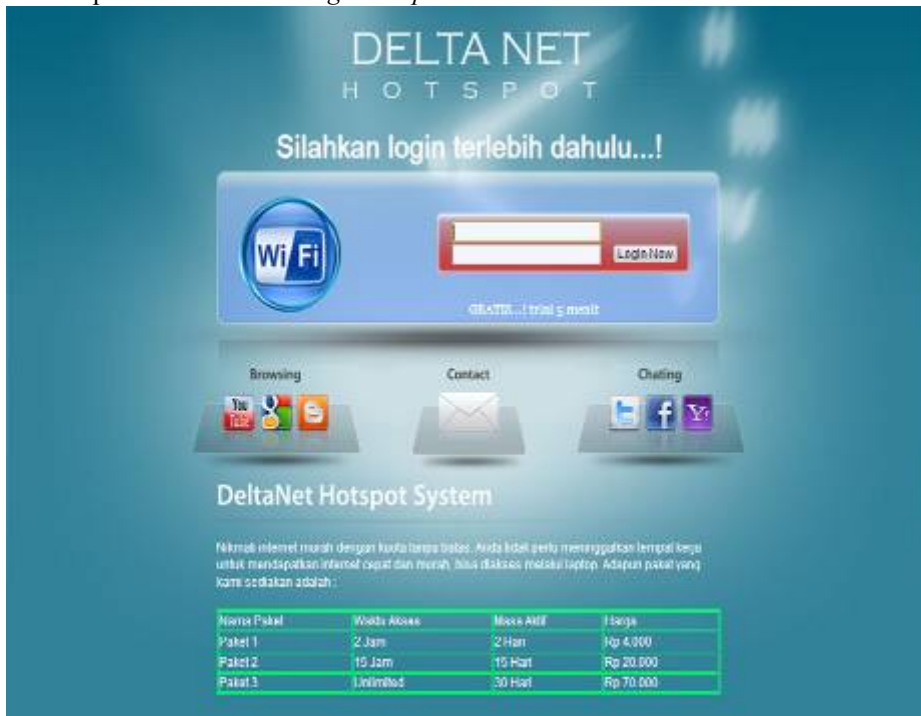 DELTA NET
HOTSPOT
Silahkan login terlebih dahulu...!
Wi Fi
Login Now
GRATIS...! trial 5 menit
Browsing
Contact
Chating
You
Tube
DeltaNet Hotspot System
Nikmati internet murah dengan kuota tanpa batas. Anda tidak perlu meninggalkan tempat kerja
untuk mendapatkan internet cepat dan murah, bisa diakses melalui laptop. Adapun paket yang
kami sediakan adalah :
Nama Paket Waktu Akses Masa Aktif Harga
Paket 1 2 Jam 2 Hari Rp 4.000
Paket 2 15 Jam 15 Hari Rp 20.000
Paket 3 Unlimited 30 Hari Rp 70.000